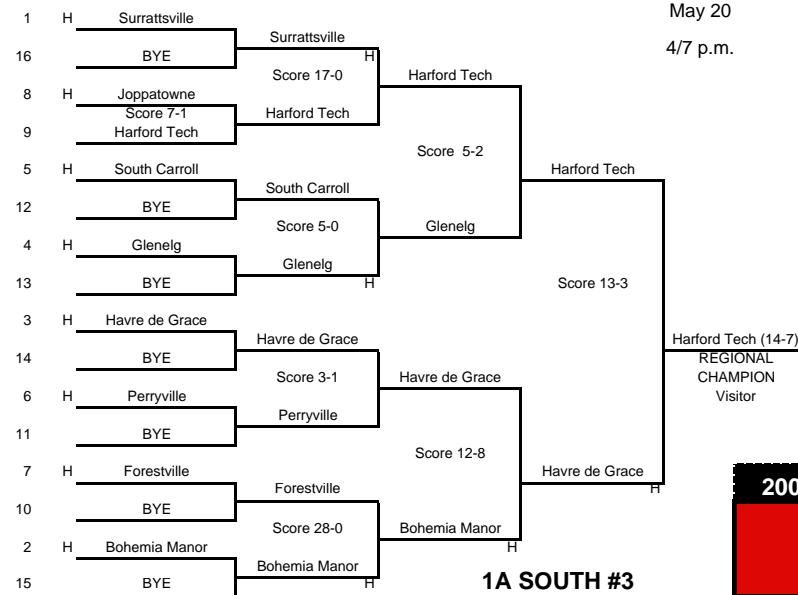 May 20
4/7 p.m.
1 H Surrattsville
Surrattsville
16 BYE H
Score 17-0 Harford Tech
8 H Joppatowne
Score 7-1 Harford Tech
9 Harford Tech
Score 5-2
5 H South Carroll Harford Tech
South Carroll
12 BYE
Score 5-0 Glenelg
4 H Glenelg
Glenelg
13 BYE H Score 13-3
3 H Havre de Grace
Havre de Grace Harford Tech (14-7)
14 BYE REGIONAL
Score 3-1 Havre de Grace CHAMPION
6 H Perryville Visitor
Perryville
11 BYE
Score 12-8
7 H Forestville Havre de Grace
Forestville H
10 BYE 200
Score 28-0 Bohemia Manor
2 H Bohemia Manor H
Bohemia Manor
15 BYE H 1A SOUTH #3